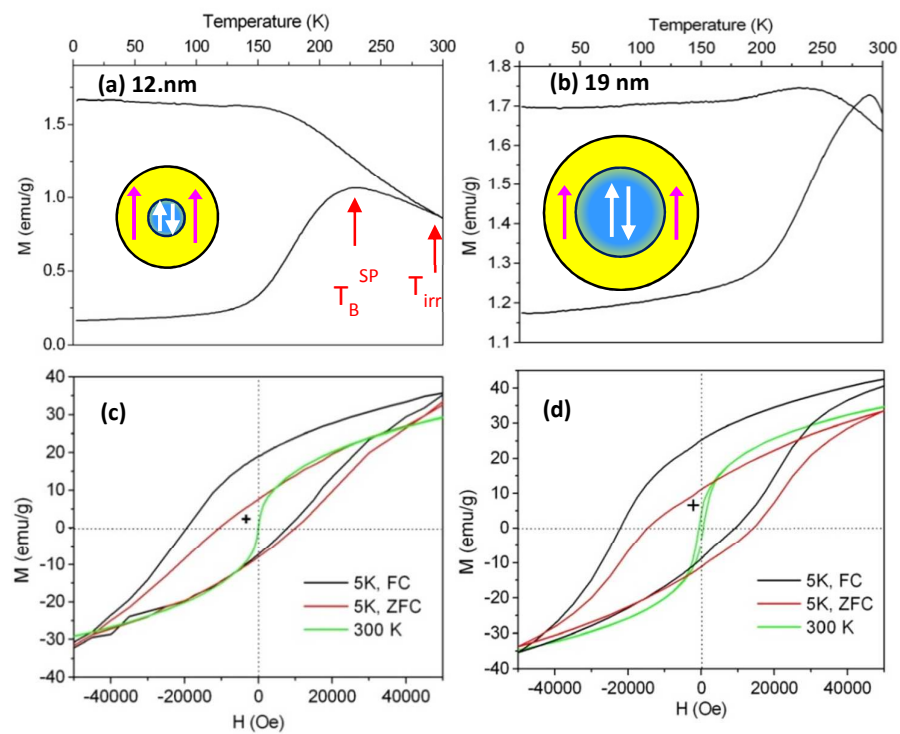 Temperature (K)
0 50 100 150 200 250 300
(a) 12.nm
M (emu/g)
1.5
1.0
0.5
0.0
T_B^SP
T_irr
Temperature (K)
0 50 100 150 200 250 300
(b) 19 nm
M (emu/g)
1.8
1.7
1.6
1.5
1.4
1.3
1.2
1.1
(c)
M (emu/g)
40
30
20
10
0
-10
-20
-30
-40
5K, FC
5K, ZFC
300 K
-40000 -20000 0 20000 40000
H (Oe)
(d)
M (emu/g)
40
30
20
10
0
-10
-20
-30
-40
5K, FC
5K, ZFC
300 K
-40000 -20000 0 20000 40000
H (Oe)